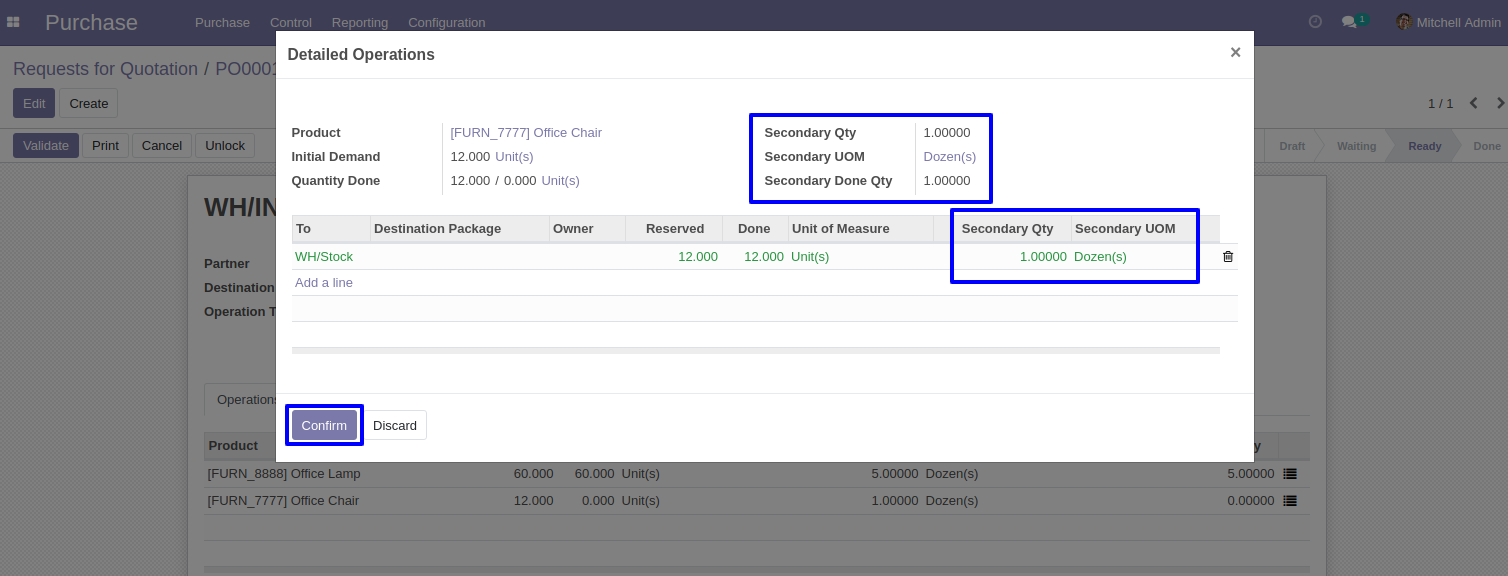 Purchase Purchase Control Reporting Configuration 1 Mitchell Admin
Detailed Operations ×
Requests for Quotation / PO0001
Edit Create 1 / 1
Validate Print Cancel Unlock Draft Waiting Ready Done
Product [FURN_7777] Office Chair Secondary Qty 1.00000
Initial Demand 12.000 Unit(s) Secondary UOM Dozen(s)
Quantity Done 12.000 / 0.000 Unit(s) Secondary Done Qty 1.00000
WH/IN
To Destination Package Owner Reserved Done Unit of Measure Secondary Qty Secondary UOM
WH/Stock 12.000 12.000 Unit(s) 1.00000 Dozen(s)
Add a line
Partner
Destination
Operation T
Operations
Confirm Discard
Product y
[FURN_8888] Office Lamp 60.000 60.000 Unit(s) 5.00000 Dozen(s) 5.00000
[FURN_7777] Office Chair 12.000 0.000 Unit(s) 1.00000 Dozen(s) 0.00000